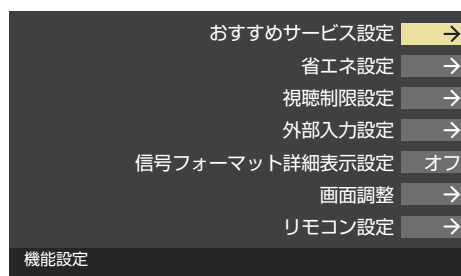 おすすめサービス設定 →
省エネ設定 →
視聴制限設定 →
外部入力設定 →
信号フォーマット詳細表示設定 オフ
画面調整 →
リモコン設定 →
機能設定